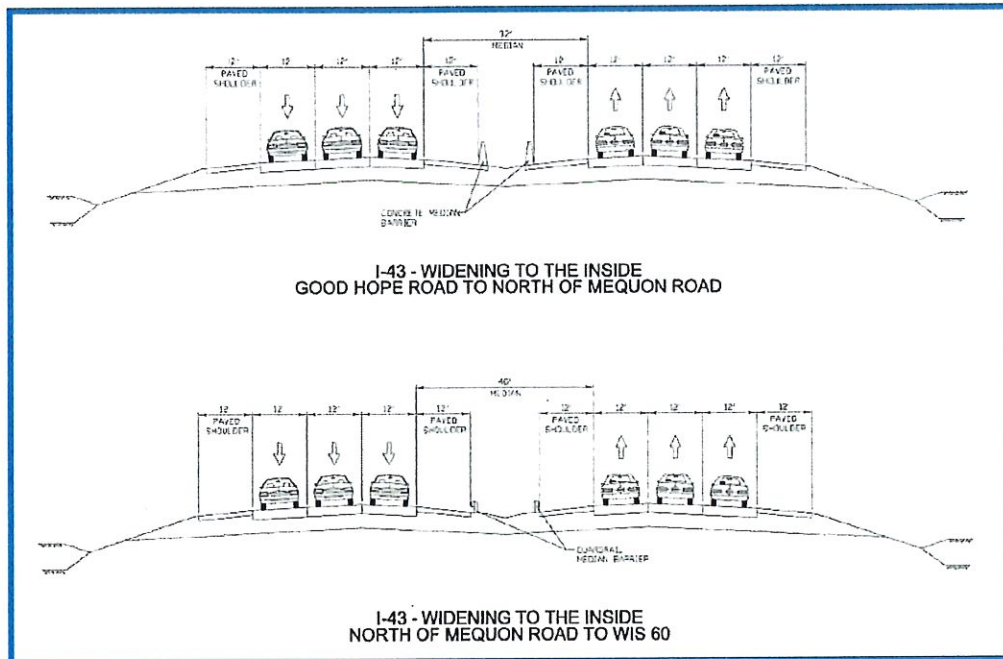 MEDIAN
12' 12' 12' 12' 12' 12' 12' 12' 12' 12'
PAVED SHOULDER
PAVED SHOULDER
PAVED SHOULDER
PAVED SHOULDER
CONCRETE MEDIAN
BARRIER
I-43 - WIDENING TO THE INSIDE
GOOD HOPE ROAD TO NORTH OF MEQUON ROAD
MEDIAN
12' 12' 12' 12' 12' 12' 12' 12' 12' 12'
PAVED SHOULDER
PAVED SHOULDER
PAVED SHOULDER
PAVED SHOULDER
MEDIAN BARRIER
I-43 - WIDENING TO THE INSIDE
NORTH OF MEQUON ROAD TO WIS 60